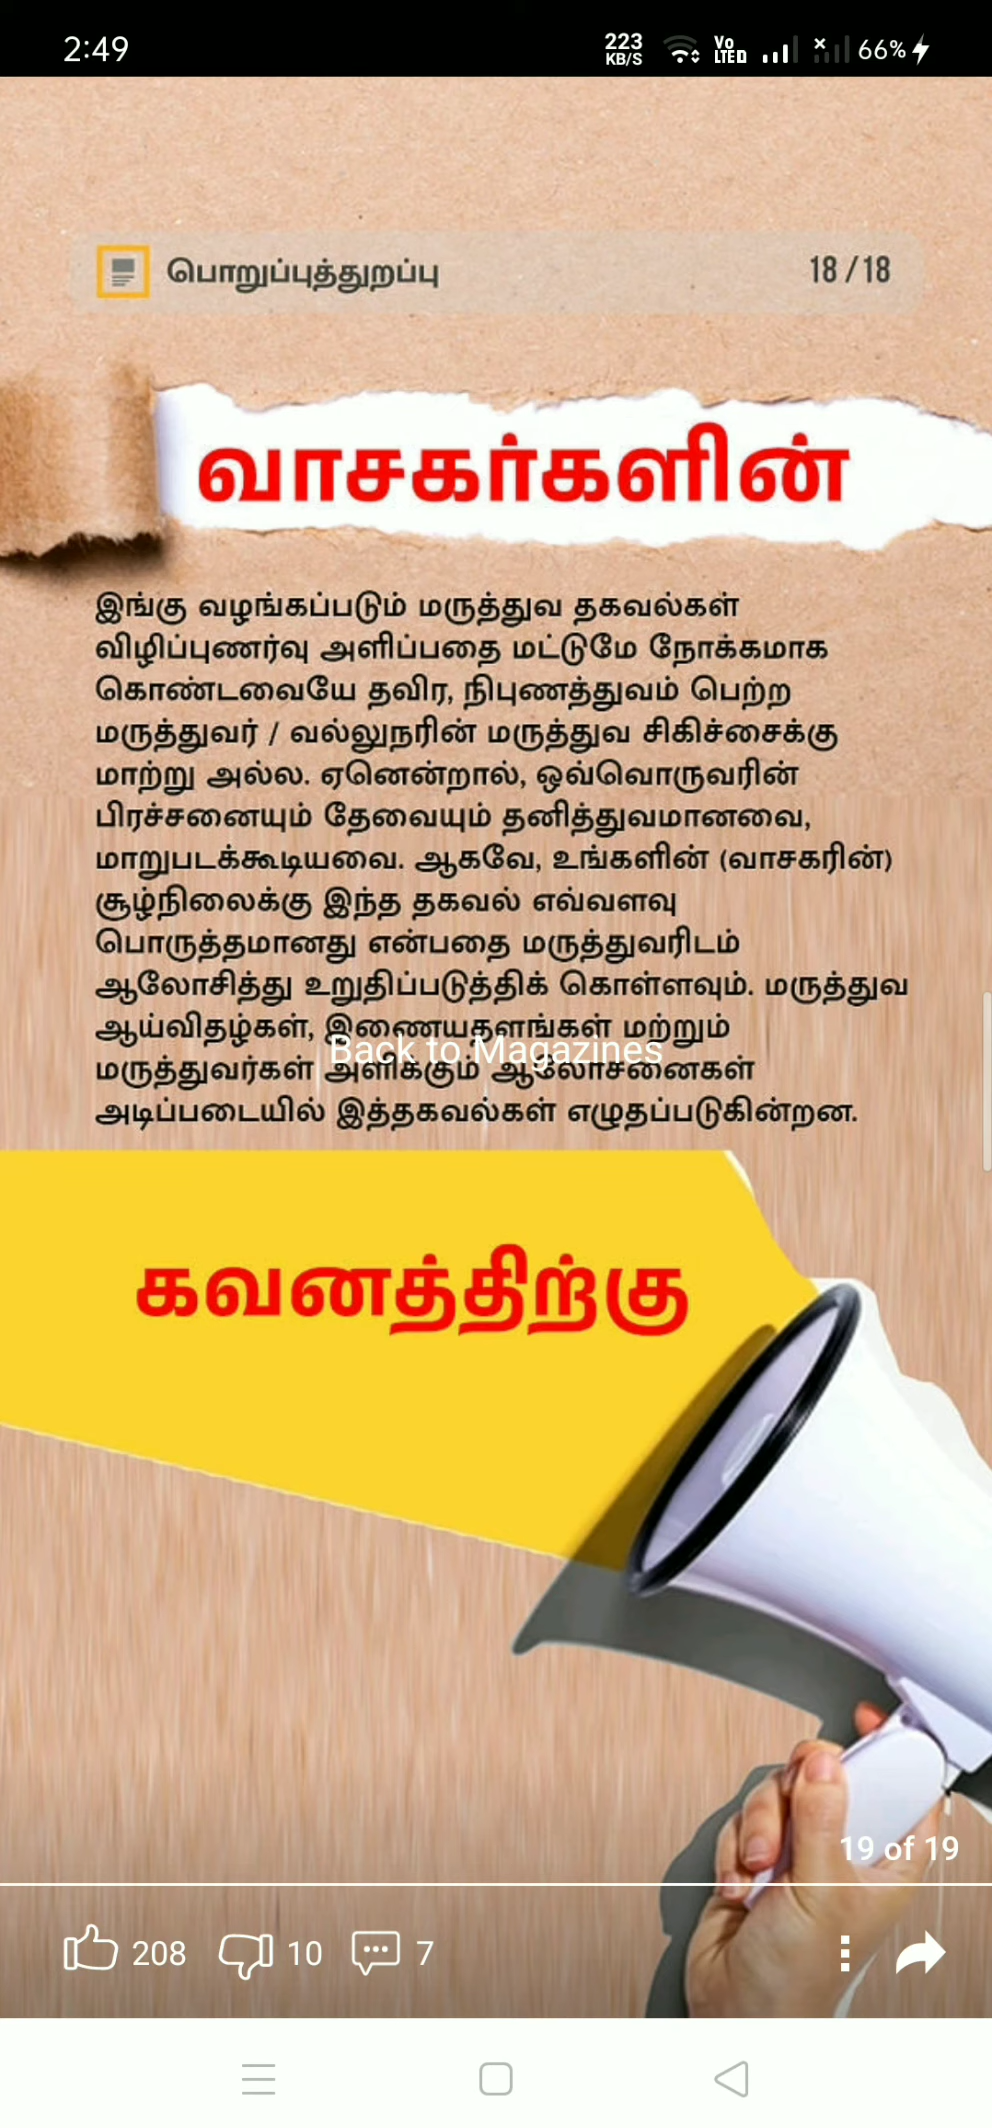 2:49
223
KB/S
Vo
LTED
66%
பொறுப்புத்துறப்பு
18 / 18
வாசகர்களின்
இங்கு வழங்கப்படும் மருத்துவ தகவல்கள்
விழிப்புணர்வு அளிப்பதை மட்டுமே நோக்கமாக
கொண்டவையே தவிர, நிபுணத்துவம் பெற்ற
மருத்துவர் / வல்லுநரின் மருத்துவ சிகிச்சைக்கு
மாற்று அல்ல. ஏனென்றால், ஒவ்வொருவரின்
பிரச்சனையும் தேவையும் தனித்துவமானவை,
மாறுபடக்கூடியவை. ஆகவே, உங்களின் (வாசகரின்)
சூழ்நிலைக்கு இந்த தகவல் எவ்வளவு
பொருத்தமானது என்பதை மருத்துவரிடம்
ஆலோசித்து உறுதிப்படுத்திக் கொள்ளவும். மருத்துவ
ஆய்விதழ்கள், இணையதளங்கள் மற்றும்
Back to Magazines
மருத்துவர்கள் அளிக்கும் ஆலோசனைகள்
அடிப்படையில் இத்தகவல்கள் எழுதப்படுகின்றன.
கவனத்திற்கு
19 of 19
208
10
7